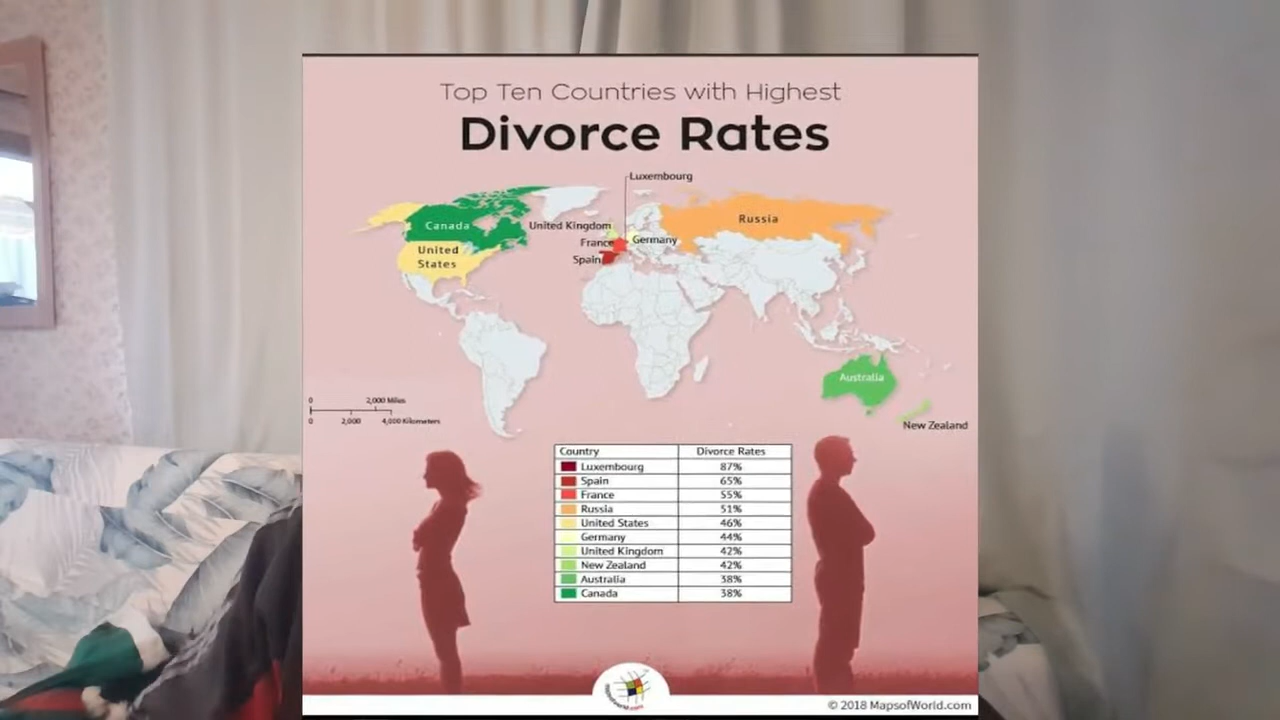 Top Ten Countries with Highest
Divorce Rates
Luxembourg
Canada
United Kingdom
Russia
France
Germany
United
States
Spain
Australia
New Zealand
0 2,000 Miles
0 2,000 4,000 Kilometers
Country Divorce Rates
Luxembourg 87%
Spain 65%
France 55%
Russia 51%
United States 46%
Germany 44%
United Kingdom 42%
New Zealand 42%
Australia 38%
Canada 38%
mapsofworld.com
© 2018 MapsofWorld.com